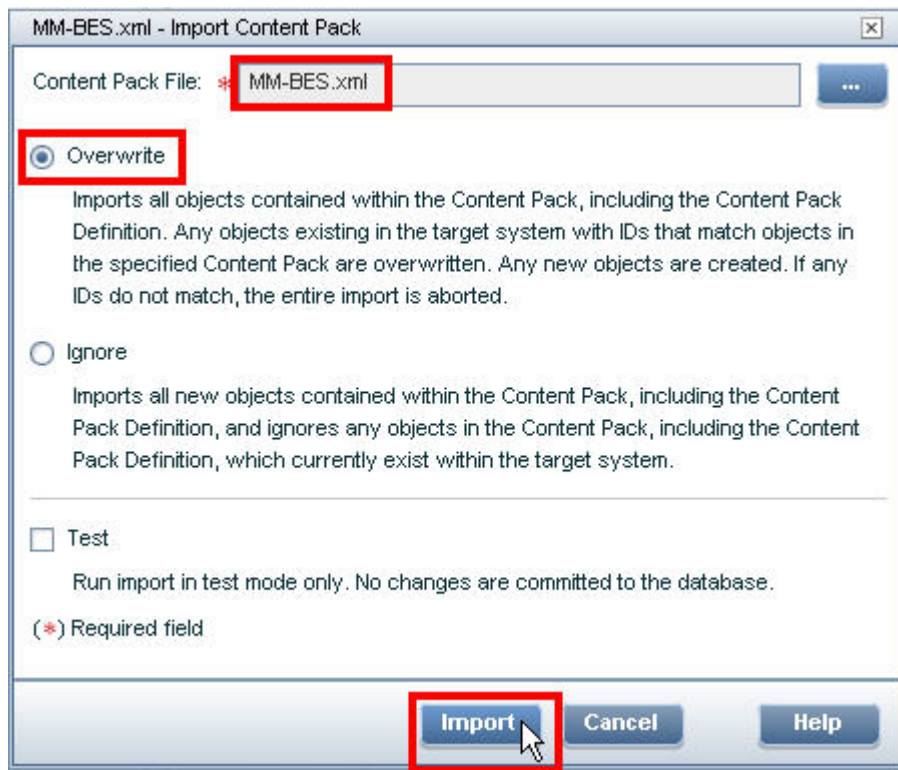 MM-BES.xml - Import Content Pack
Content Pack File: * MM-BES.xml ...
Overwrite
Imports all objects contained within the Content Pack, including the Content Pack
Definition. Any objects existing in the target system with IDs that match objects in
the specified Content Pack are overwritten. Any new objects are created. If any
IDs do not match, the entire import is aborted.
Ignore
Imports all new objects contained within the Content Pack, including the Content
Pack Definition, and ignores any objects in the Content Pack, including the Content
Pack Definition, which currently exist within the target system.
Test
Run import in test mode only. No changes are committed to the database.
(*) Required field
Import Cancel Help